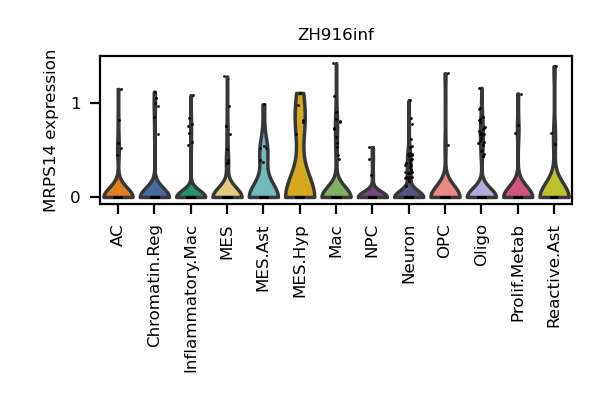 ZH916inf
MRPS14 expression
1
0
AC
Chromatin.Reg
Inflammatory.Mac
MES
MES.Ast
MES.Hyp
Mac
NPC
Neuron
OPC
Oligo
Prolif.Metab
Reactive.Ast